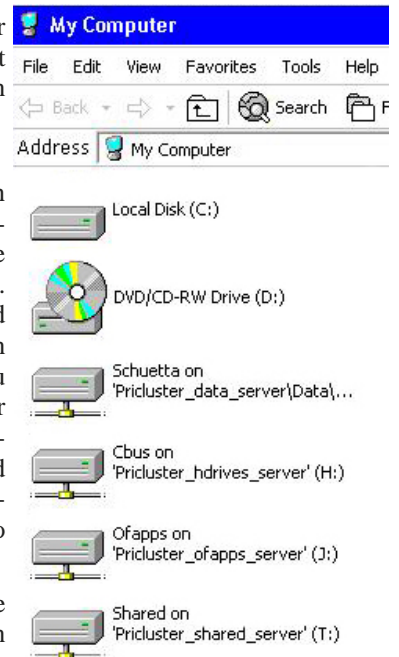 My Computer
File Edit View Favorites Tools Help
Back Search F
Address My Computer
Local Disk (C:)
DVD/CD-RW Drive (D:)
Schuetta on
'Pricluster_data_server\Data\...
Cbus on
'Pricluster_hdrives_server' (H:)
Ofapps on
'Pricluster_ofapps_server' (J:)
Shared on
'Pricluster_shared_server' (T:)